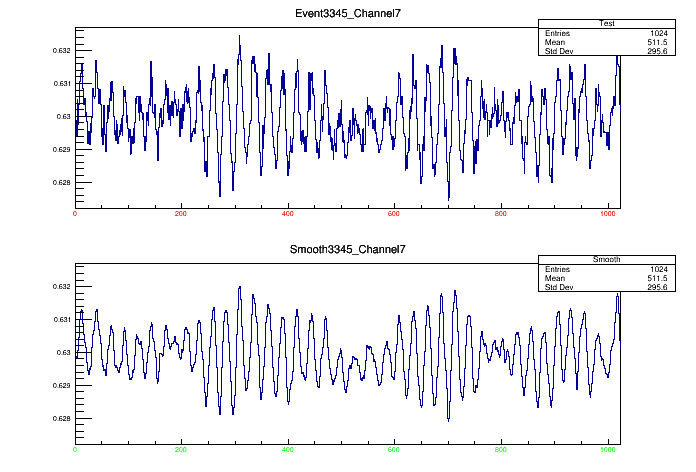 Event3345_Channel7
Test
Entries 1024
Mean 511.5
Std Dev 295.6
0.632
0.631
0.63
0.629
0.628
0 200 400 600 800 1000
Smooth3345_Channel7
Smooth
Entries 1024
Mean 511.5
Std Dev 295.6
0.632
0.631
0.63
0.629
0.628
0 200 400 600 800 1000